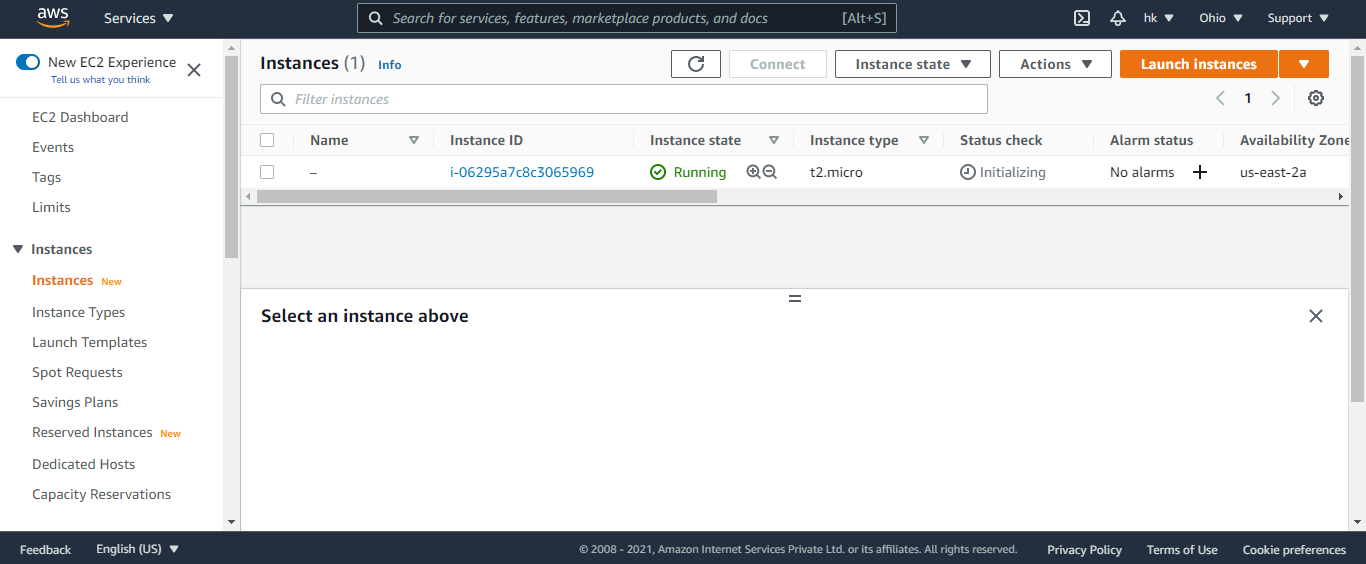 aws Services Search for services, features, marketplace products, and docs [Alt+S] hk Ohio Support
New EC2 Experience
Tell us what you think
EC2 Dashboard
Events
Tags
Limits
Instances
Instances New
Instance Types
Launch Templates
Spot Requests
Savings Plans
Reserved Instances New
Dedicated Hosts
Capacity Reservations
Instances (1) Info Connect Instance state Actions Launch instances
Filter instances 1
Name Instance ID Instance state Instance type Status check Alarm status Availability Zone
– i-06295a7c8c3065969 Running t2.micro Initializing No alarms us-east-2a
Select an instance above
Feedback English (US) © 2008 - 2021, Amazon Internet Services Private Ltd. or its affiliates. All rights reserved. Privacy Policy Terms of Use Cookie preferences